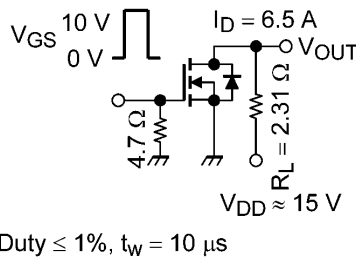 V_GS 10 V
0 V
I_D = 6.5 A
V_OUT
4.7 Ω
R_L = 2.31 Ω
V_DD ≈ 15 V
Duty ≤ 1%, t_w = 10 μs